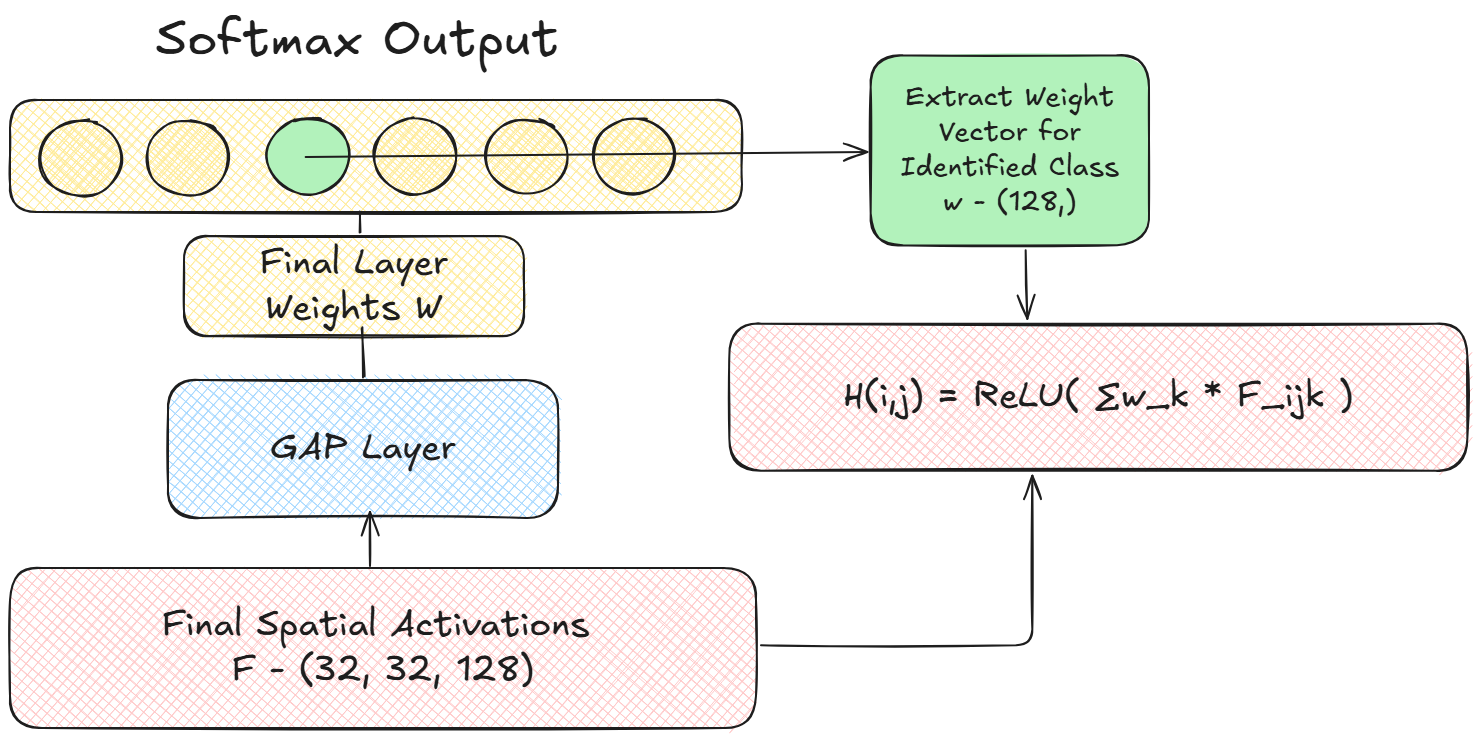 Softmax Output
Extract Weight
Vector for
Identified Class
w - (128,)
Final Layer
Weights W
H(i,j) = ReLU( Σw_k * F_ijk )
GAP Layer
Final Spatial Activations
F - (32, 32, 128)